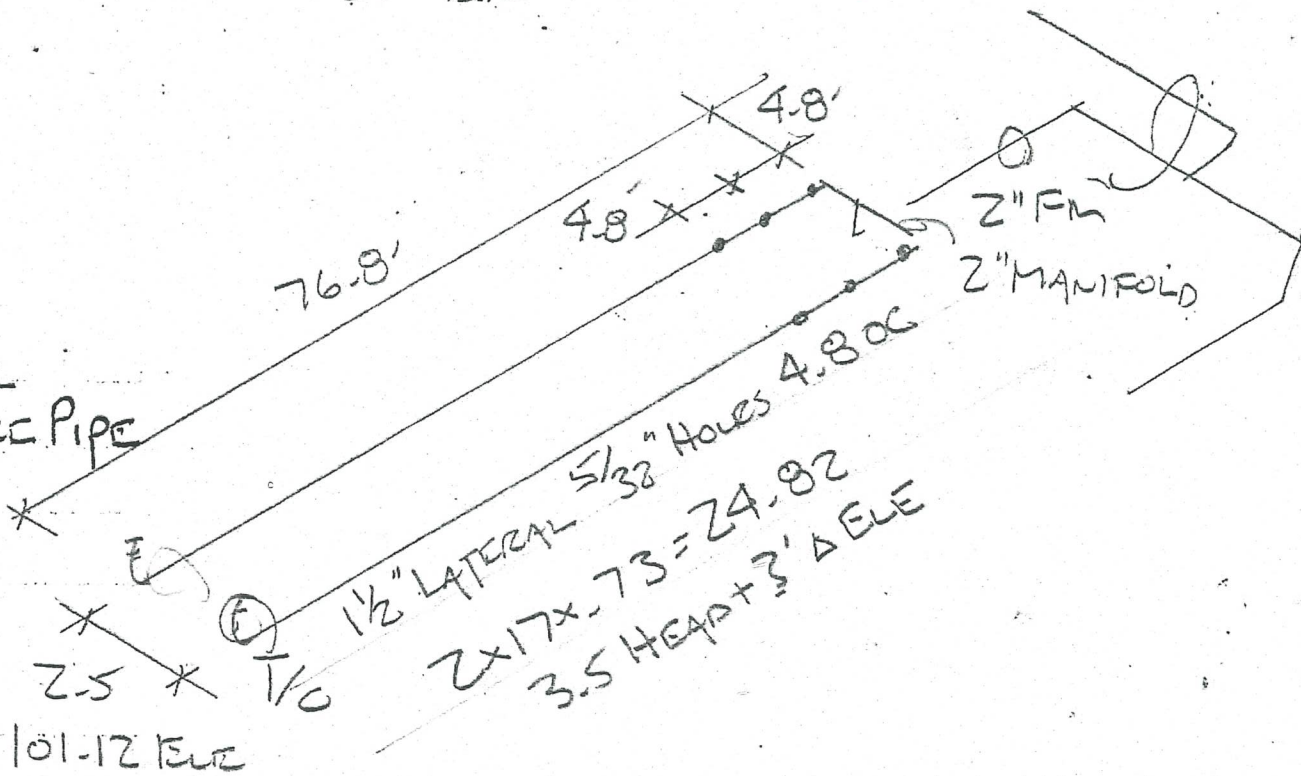 4.8'
4.8'
76.8'
2" FM
2" MANIFOLD
PIPE
1½" LATERAL 5/32" HOLES 4.8 OC
2x17x.73=24.82
3.5 HEAD + 3' Δ ELE
T/O
2.5
101.12 ELE